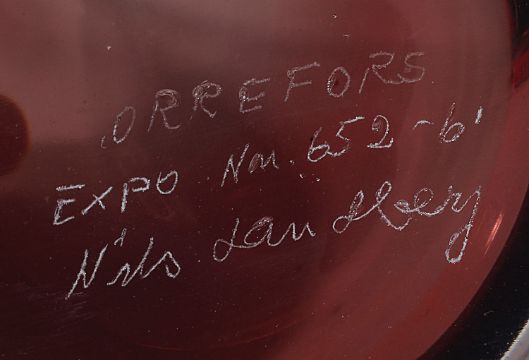 ORREFORS
EXPO Nu. 652-61
Nils Landberg